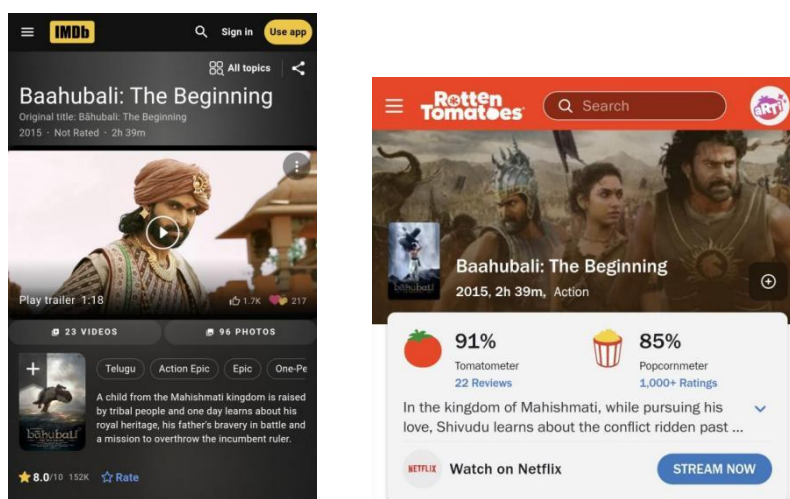 IMDb
Sign in
Use app
All topics
Baahubali: The Beginning
Original title: Bāhubali: The Beginning
2015 · Not Rated · 2h 39m
Play trailer 1:18
1.7K
217
23 VIDEOS
96 PHOTOS
Telugu
Action Epic
Epic
One-Pe
A child from the Mahishmati kingdom is raised
by tribal people and one day learns about his
royal heritage, his father's bravery in battle and
a mission to overthrow the incumbent ruler.
bāhubali
8.0/10 152K
Rate
Rotten
Tomatoes
Search
aRTi
Baahubali: The Beginning
2015, 2h 39m, Action
91%
Tomatometer
22 Reviews
85%
Popcornmeter
1,000+ Ratings
In the kingdom of Mahishmati, while pursuing his
love, Shivudu learns about the conflict ridden past ...
NETFLIX
Watch on Netflix
STREAM NOW